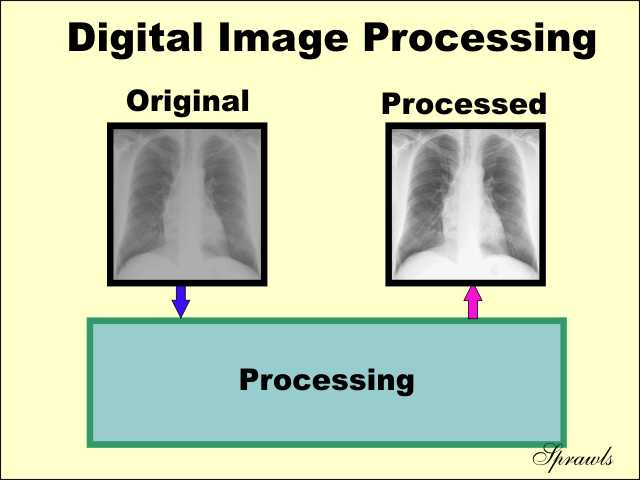 Digital Image Processing
Original
Processed
Processing
Sprawls